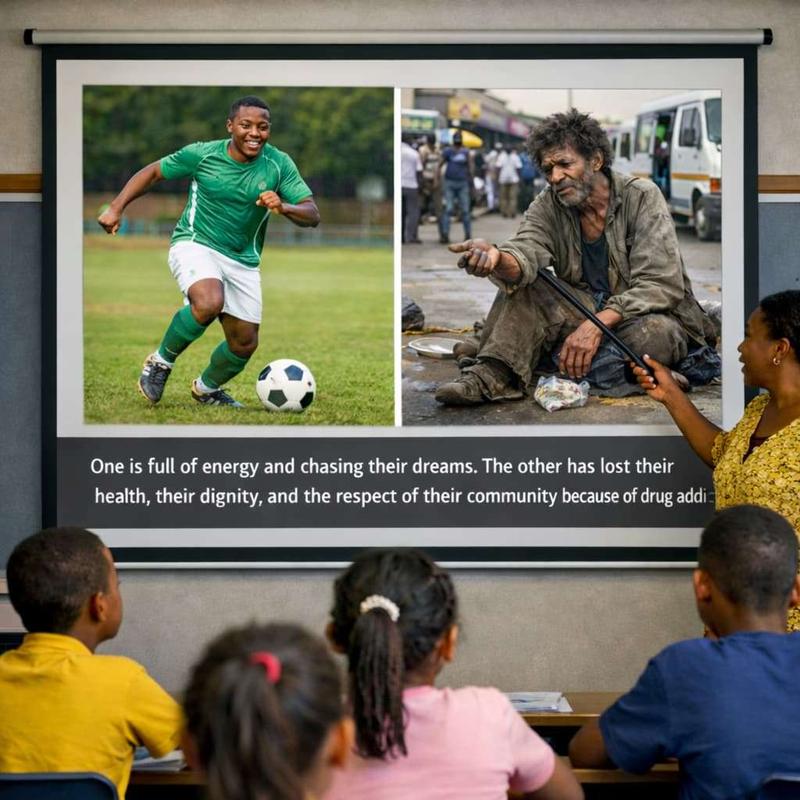 One is full of energy and chasing their dreams. The other has lost their
health, their dignity, and the respect of their community because of drug addi